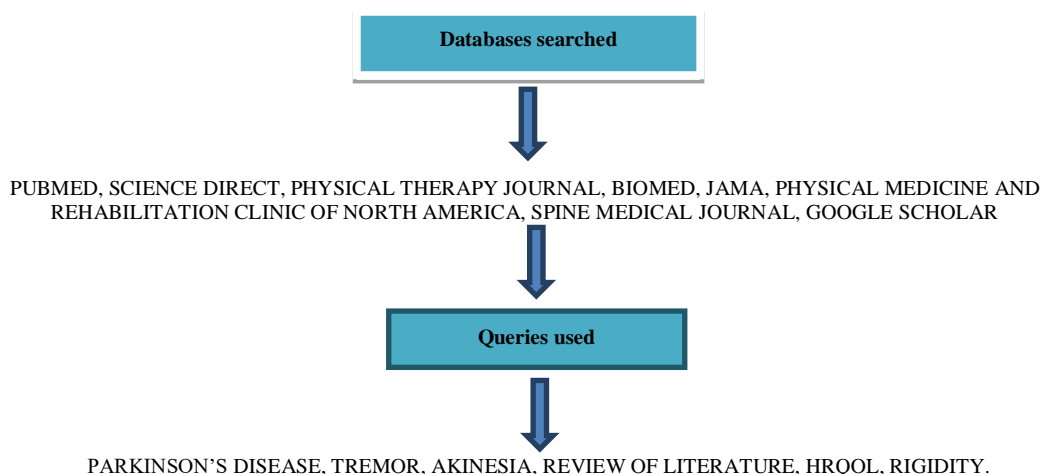 Databases searched
PUBMED, SCIENCE DIRECT, PHYSICAL THERAPY JOURNAL, BIOMED, JAMA, PHYSICAL MEDICINE AND
REHABILITATION CLINIC OF NORTH AMERICA, SPINE MEDICAL JOURNAL, GOOGLE SCHOLAR
Queries used
PARKINSON’S DISEASE, TREMOR, AKINESIA, REVIEW OF LITERATURE, HRQOL, RIGIDITY.